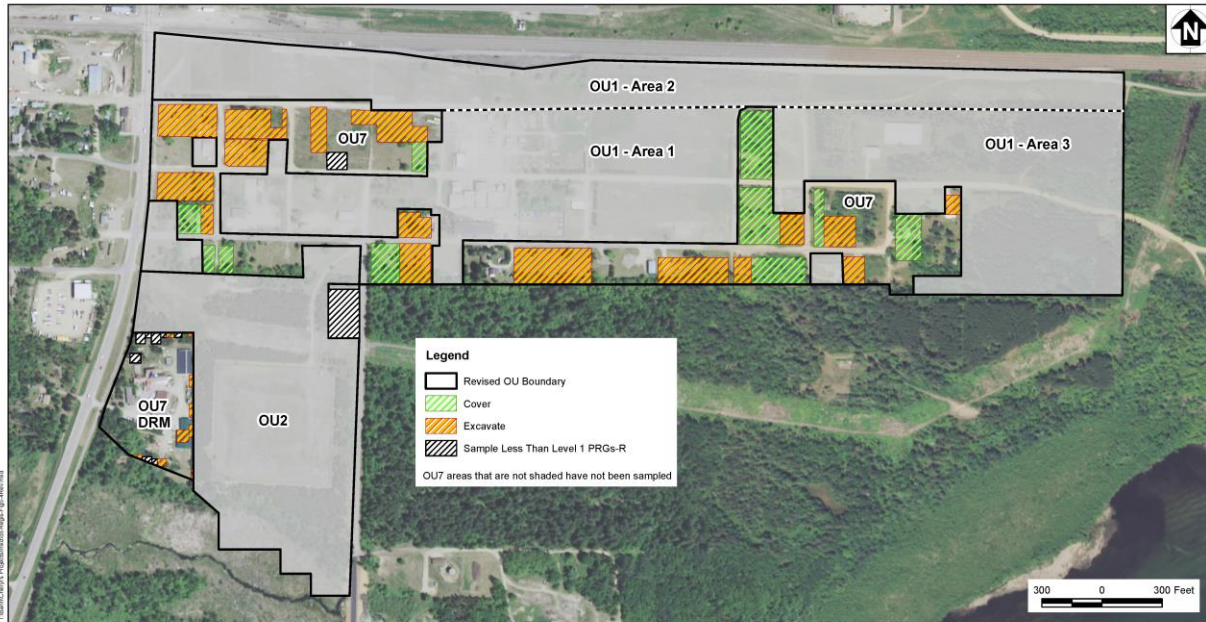 N
OU1 - Area 2
OU7
OU1 - Area 1
OU1 - Area 3
OU7
OU7
DRM
OU2
Legend
Revised OU Boundary
Cover
Excavate
Sample Less Than Level 1 PRGs-R
OU7 areas that are not shaded have not been sampled
300 0 300 Feet